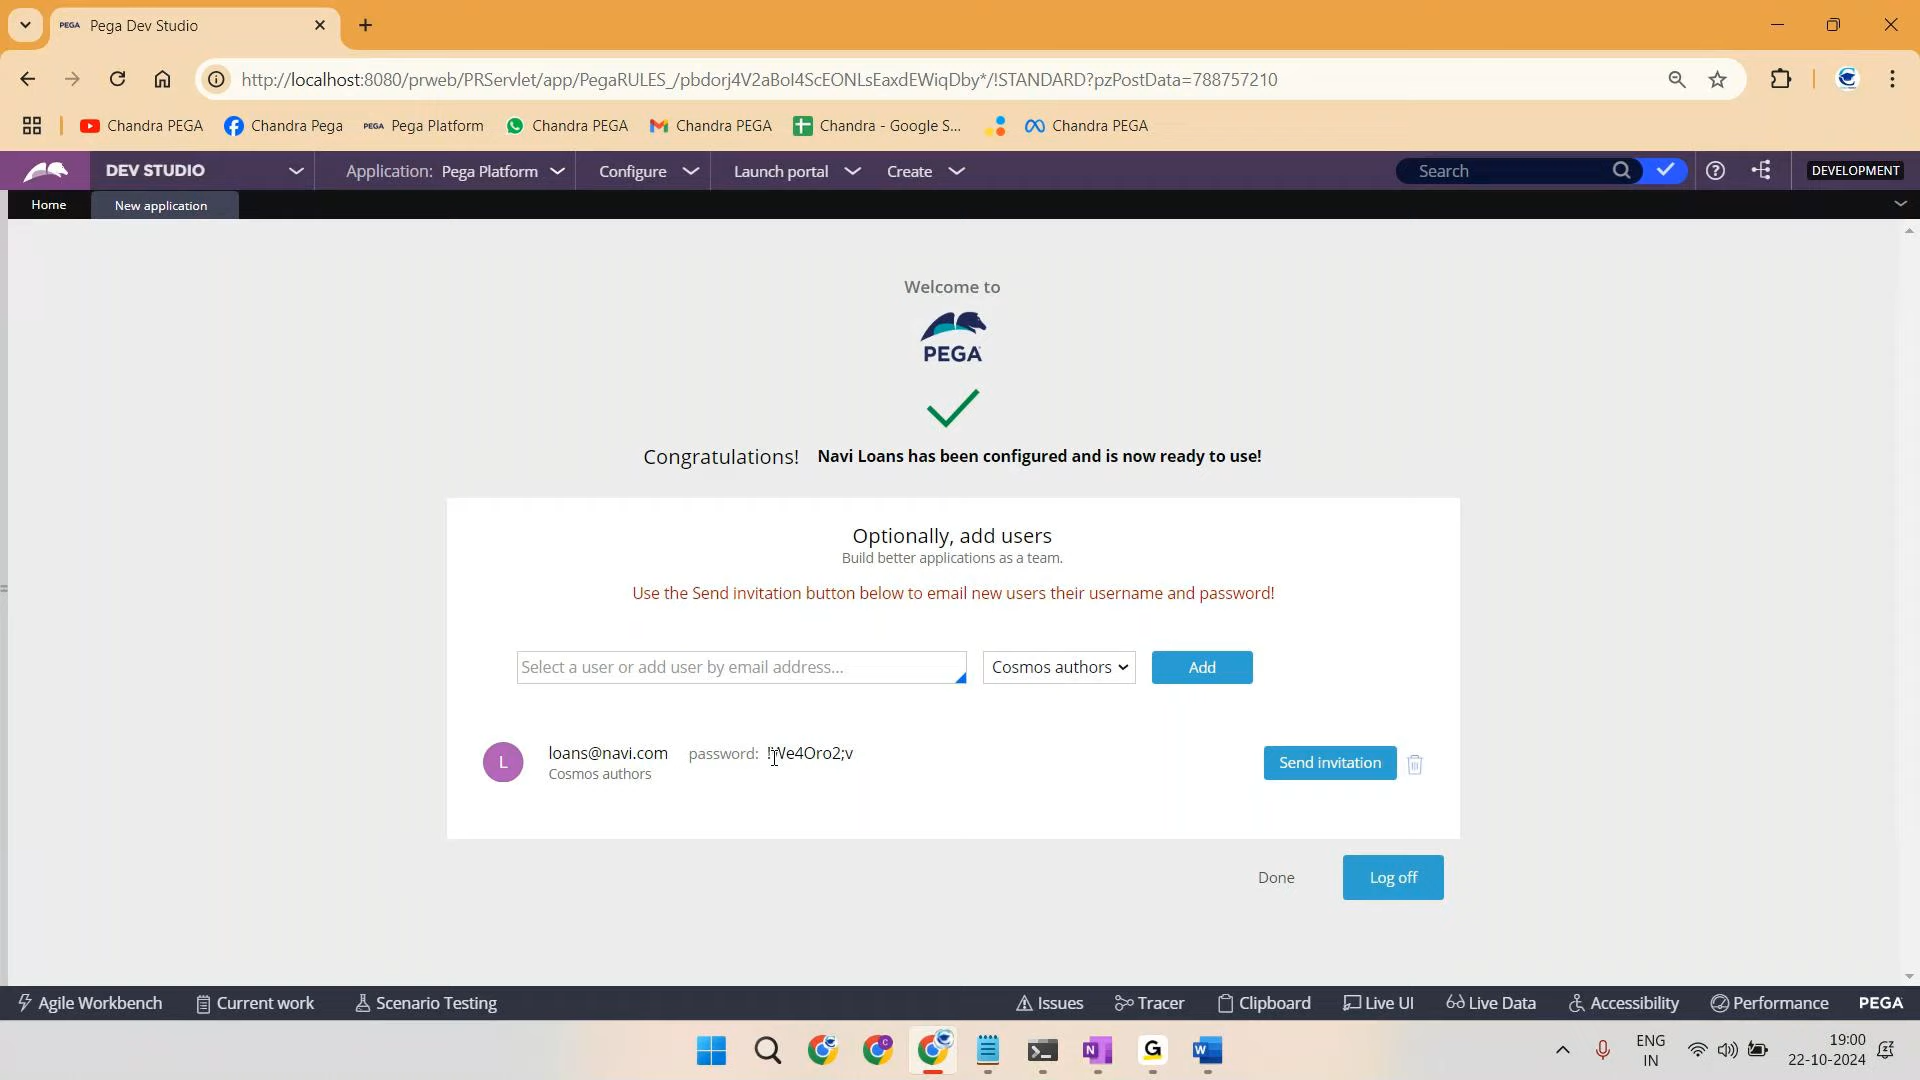 PEGA Pega Dev Studio
http://localhost:8080/prweb/PRServlet/app/PegaRULES_/pbdorj4V2aBoI4ScEONLsEaxdEWiqDby*/!STANDARD?pzPostData=788757210
Chandra PEGA Chandra Pega PEGA Pega Platform Chandra PEGA Chandra PEGA Chandra - Google S... Chandra PEGA
DEV STUDIO Application: Pega Platform Configure Launch portal Create Search DEVELOPMENT
Home New application
Welcome to
PEGA
Congratulations! Navi Loans has been configured and is now ready to use!
Optionally, add users
Build better applications as a team.
Use the Send invitation button below to email new users their username and password!
Select a user or add user by email address... Cosmos authors Add
L loans@navi.com password: !We4Oro2;v Send invitation
Cosmos authors
Done Log off
Agile Workbench Current work Scenario Testing Issues Tracer Clipboard Live UI Live Data Accessibility Performance PEGA
ENG 19:00
IN 22-10-2024